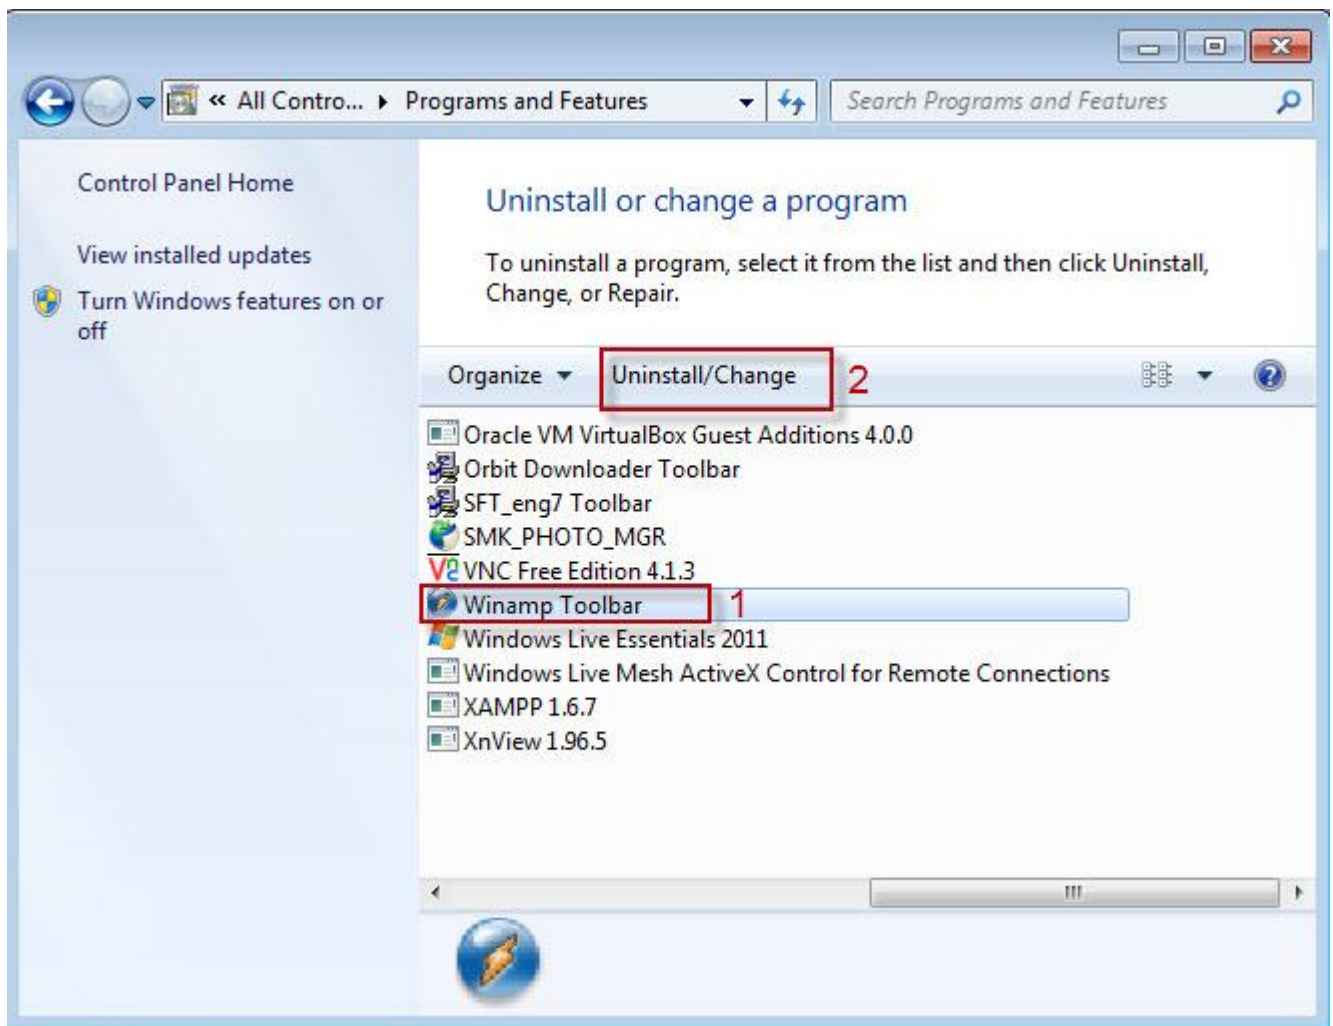 « All Contro... ▸ Programs and Features
Search Programs and Features
Control Panel Home
View installed updates
Turn Windows features on or
off
Uninstall or change a program
To uninstall a program, select it from the list and then click Uninstall,
Change, or Repair.
Organize
Uninstall/Change
2
Oracle VM VirtualBox Guest Additions 4.0.0
Orbit Downloader Toolbar
SFT_eng7 Toolbar
SMK_PHOTO_MGR
VNC Free Edition 4.1.3
Winamp Toolbar
1
Windows Live Essentials 2011
Windows Live Mesh ActiveX Control for Remote Connections
XAMPP 1.6.7
XnView 1.96.5